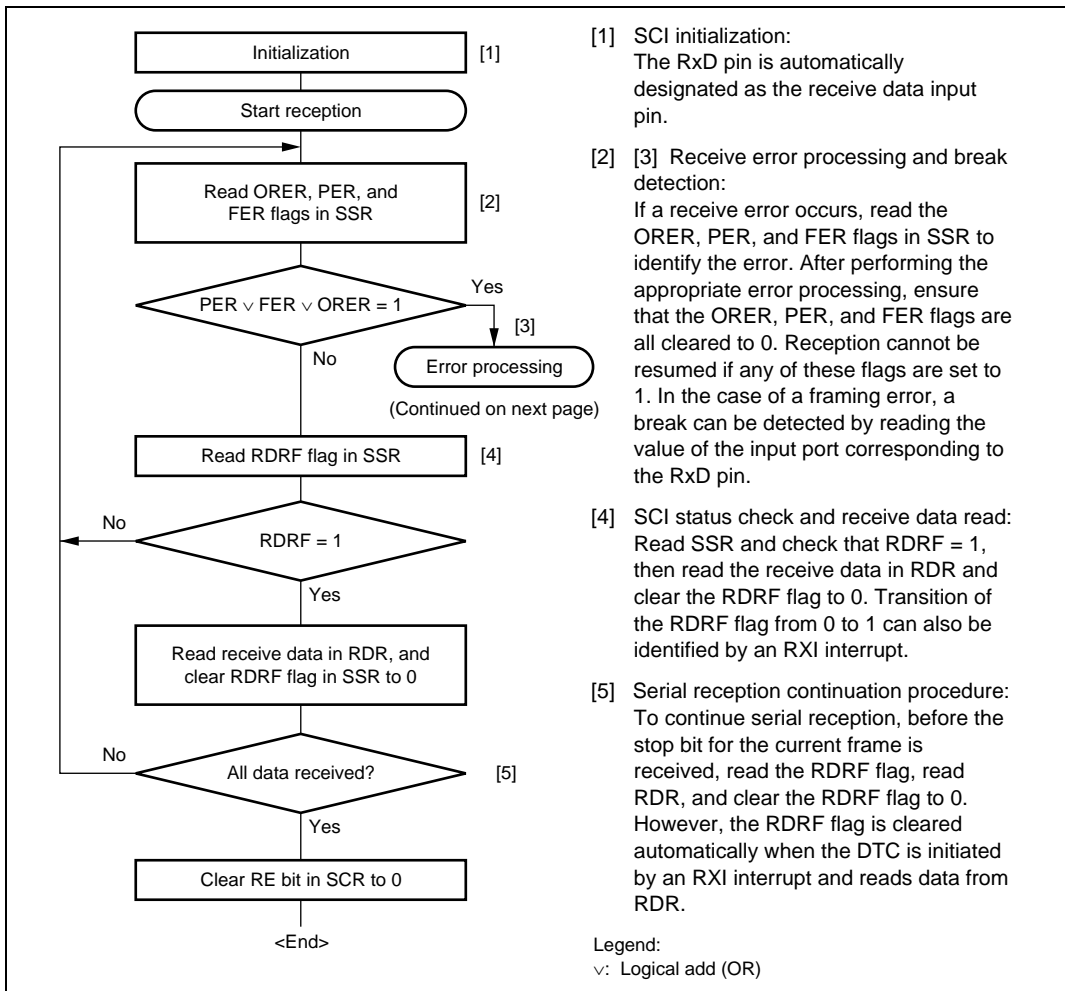 Initialization
[1]
Start reception
Read ORER, PER, and
FER flags in SSR
[2]
PER ∨ FER ∨ ORER = 1
Yes
[3]
No
Error processing
(Continued on next page)
Read RDRF flag in SSR
[4]
No
RDRF = 1
Yes
Read receive data in RDR, and
clear RDRF flag in SSR to 0
No
All data received?
[5]
Yes
Clear RE bit in SCR to 0
<End>
[1] SCI initialization:
The RxD pin is automatically
designated as the receive data input
pin.
[2] [3] Receive error processing and break
detection:
If a receive error occurs, read the
ORER, PER, and FER flags in SSR to
identify the error. After performing the
appropriate error processing, ensure
that the ORER, PER, and FER flags are
all cleared to 0. Reception cannot be
resumed if any of these flags are set to
1. In the case of a framing error, a
break can be detected by reading the
value of the input port corresponding to
the RxD pin.
[4] SCI status check and receive data read:
Read SSR and check that RDRF = 1,
then read the receive data in RDR and
clear the RDRF flag to 0. Transition of
the RDRF flag from 0 to 1 can also be
identified by an RXI interrupt.
[5] Serial reception continuation procedure:
To continue serial reception, before the
stop bit for the current frame is
received, read the RDRF flag, read
RDR, and clear the RDRF flag to 0.
However, the RDRF flag is cleared
automatically when the DTC is initiated
by an RXI interrupt and reads data from
RDR.
Legend:
∨: Logical add (OR)